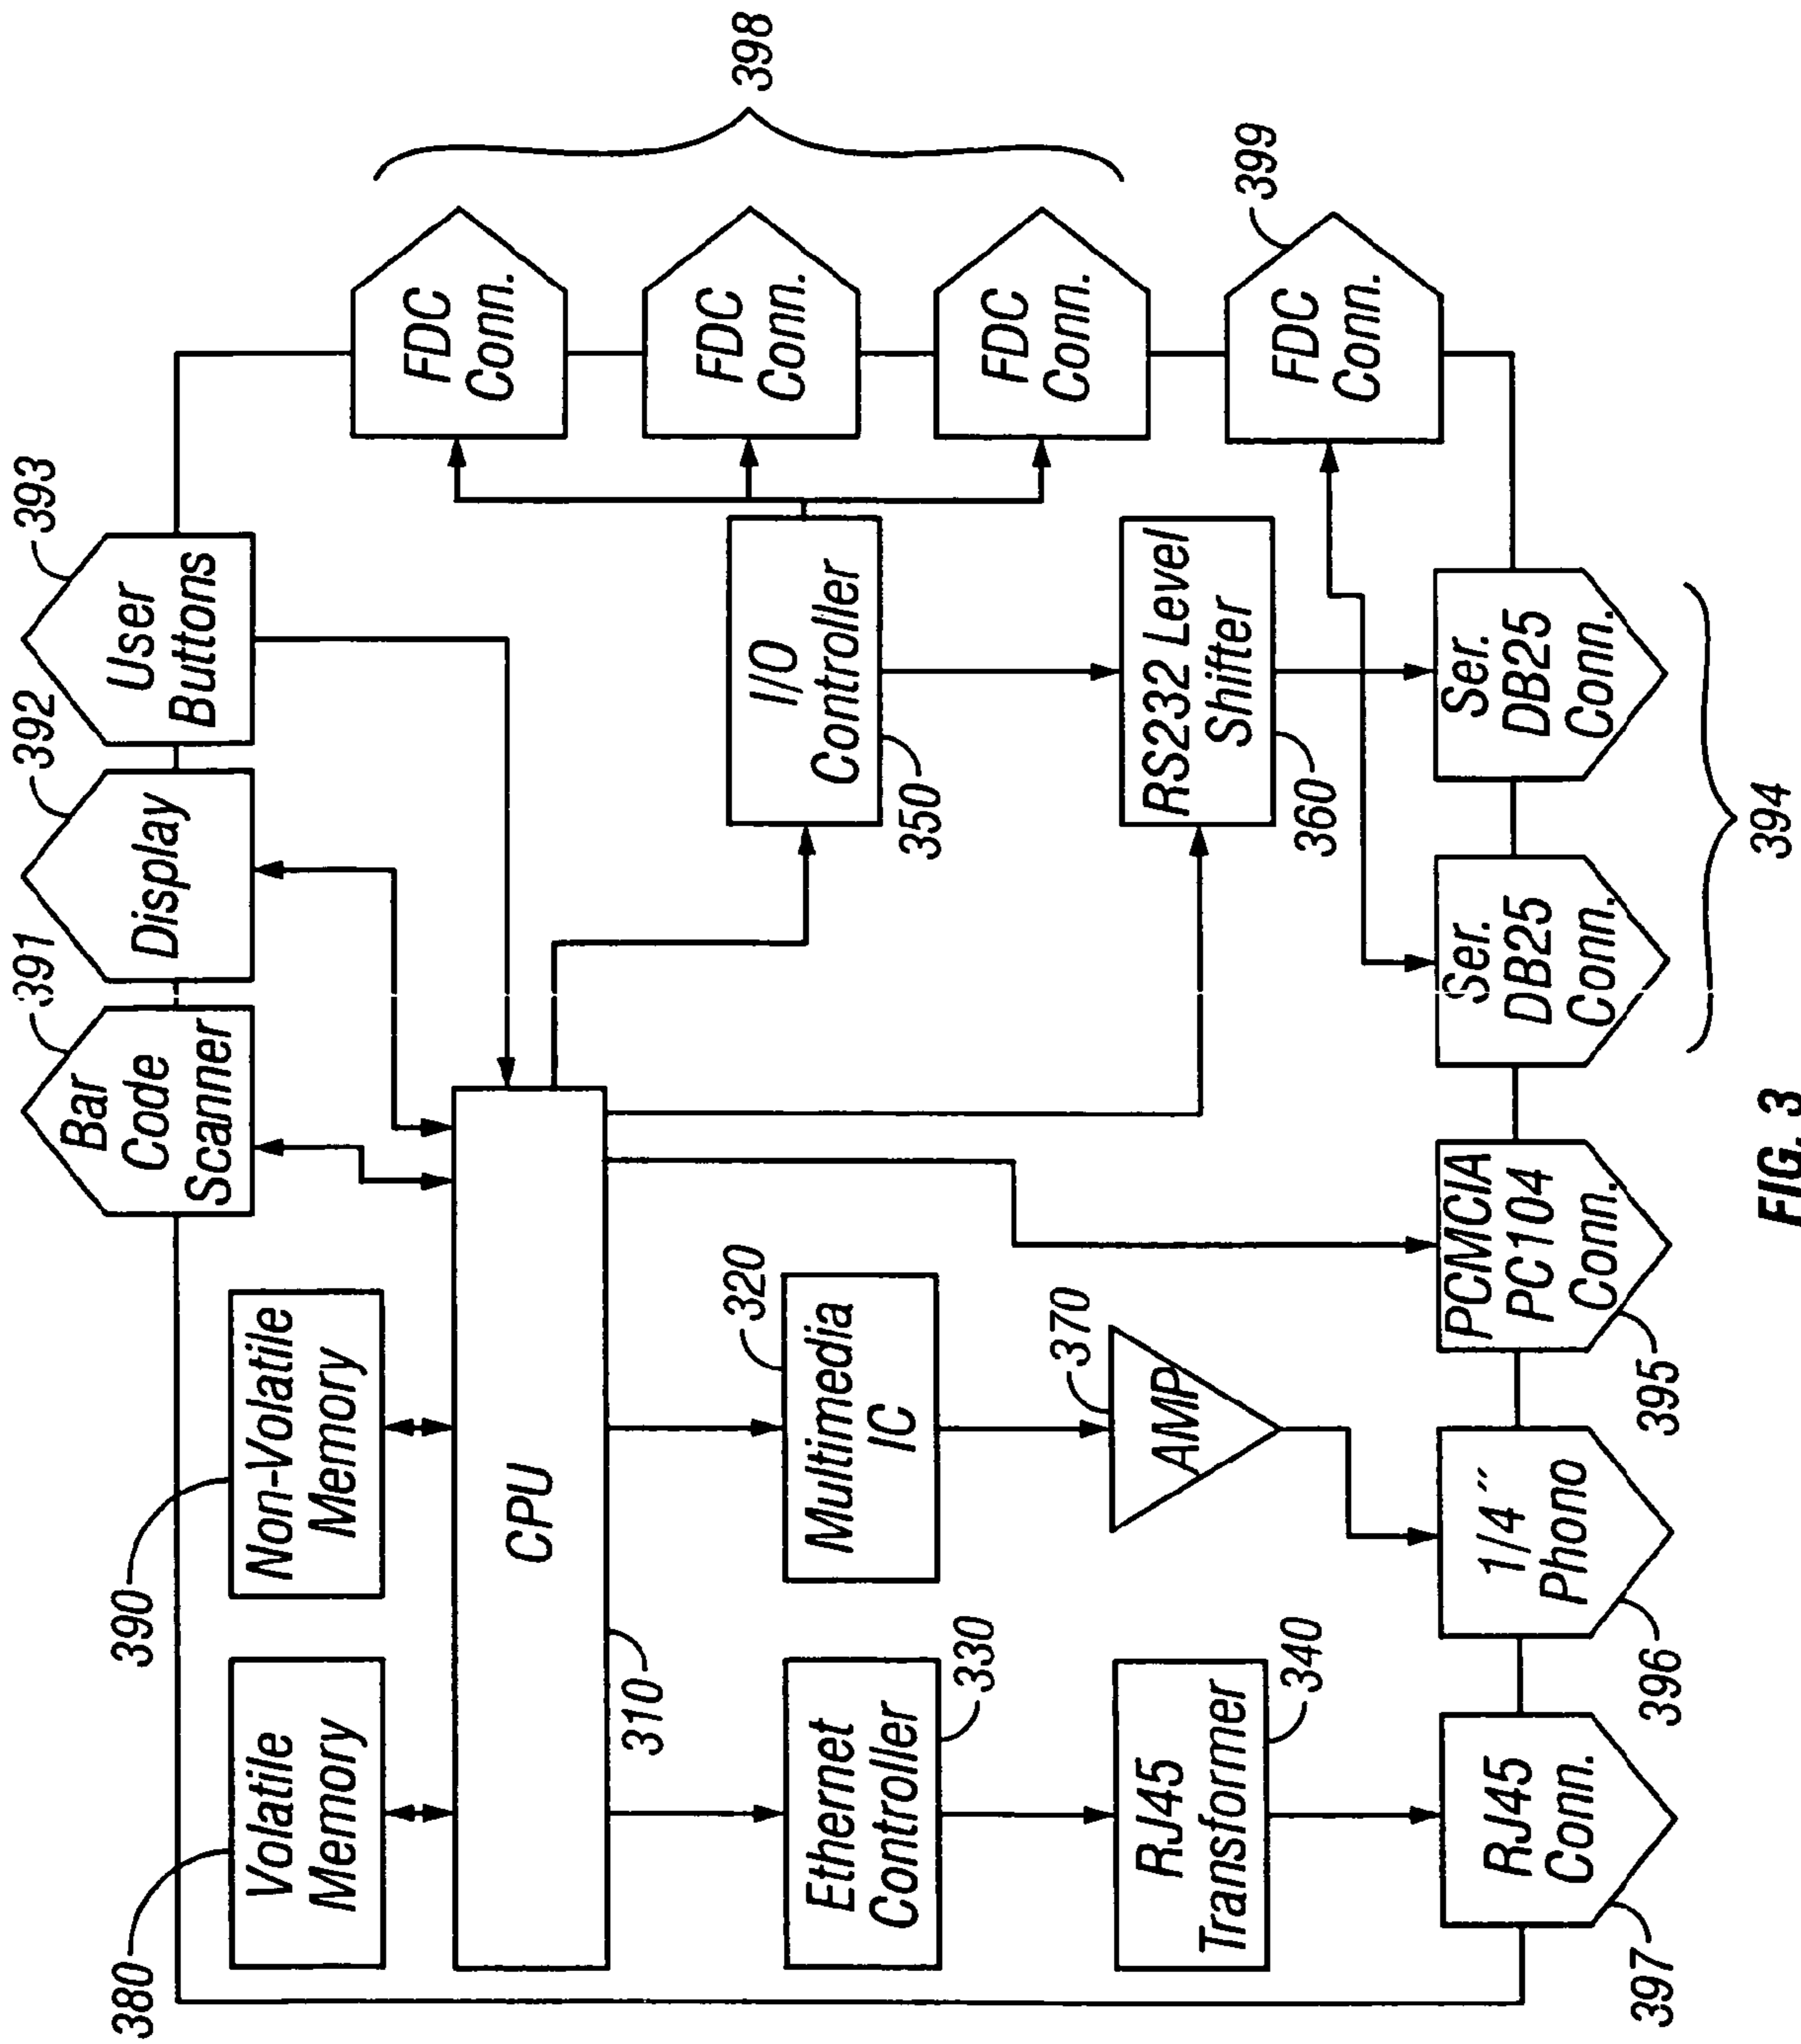 391
Bar
Code
Scanner
392
Display
393
User
Buttons
380
Volatile
Memory
390
Non-Volatile
Memory
CPU
310
320
Multimedia
IC
Ethernet
Controller
330
I/O
Controller
350
FDC
Conn.
FDC
Conn.
FDC
Conn.
398
370
AMP
RJ45
Transformer
340
RS232 Level
Shifter
360
FDC
Conn.
399
RJ45
Conn.
397
1/4″
Phono
396
PCMCIA
PC104
Conn.
395
Ser.
DB25
Conn.
Ser.
DB25
Conn.
394
FIG. 3